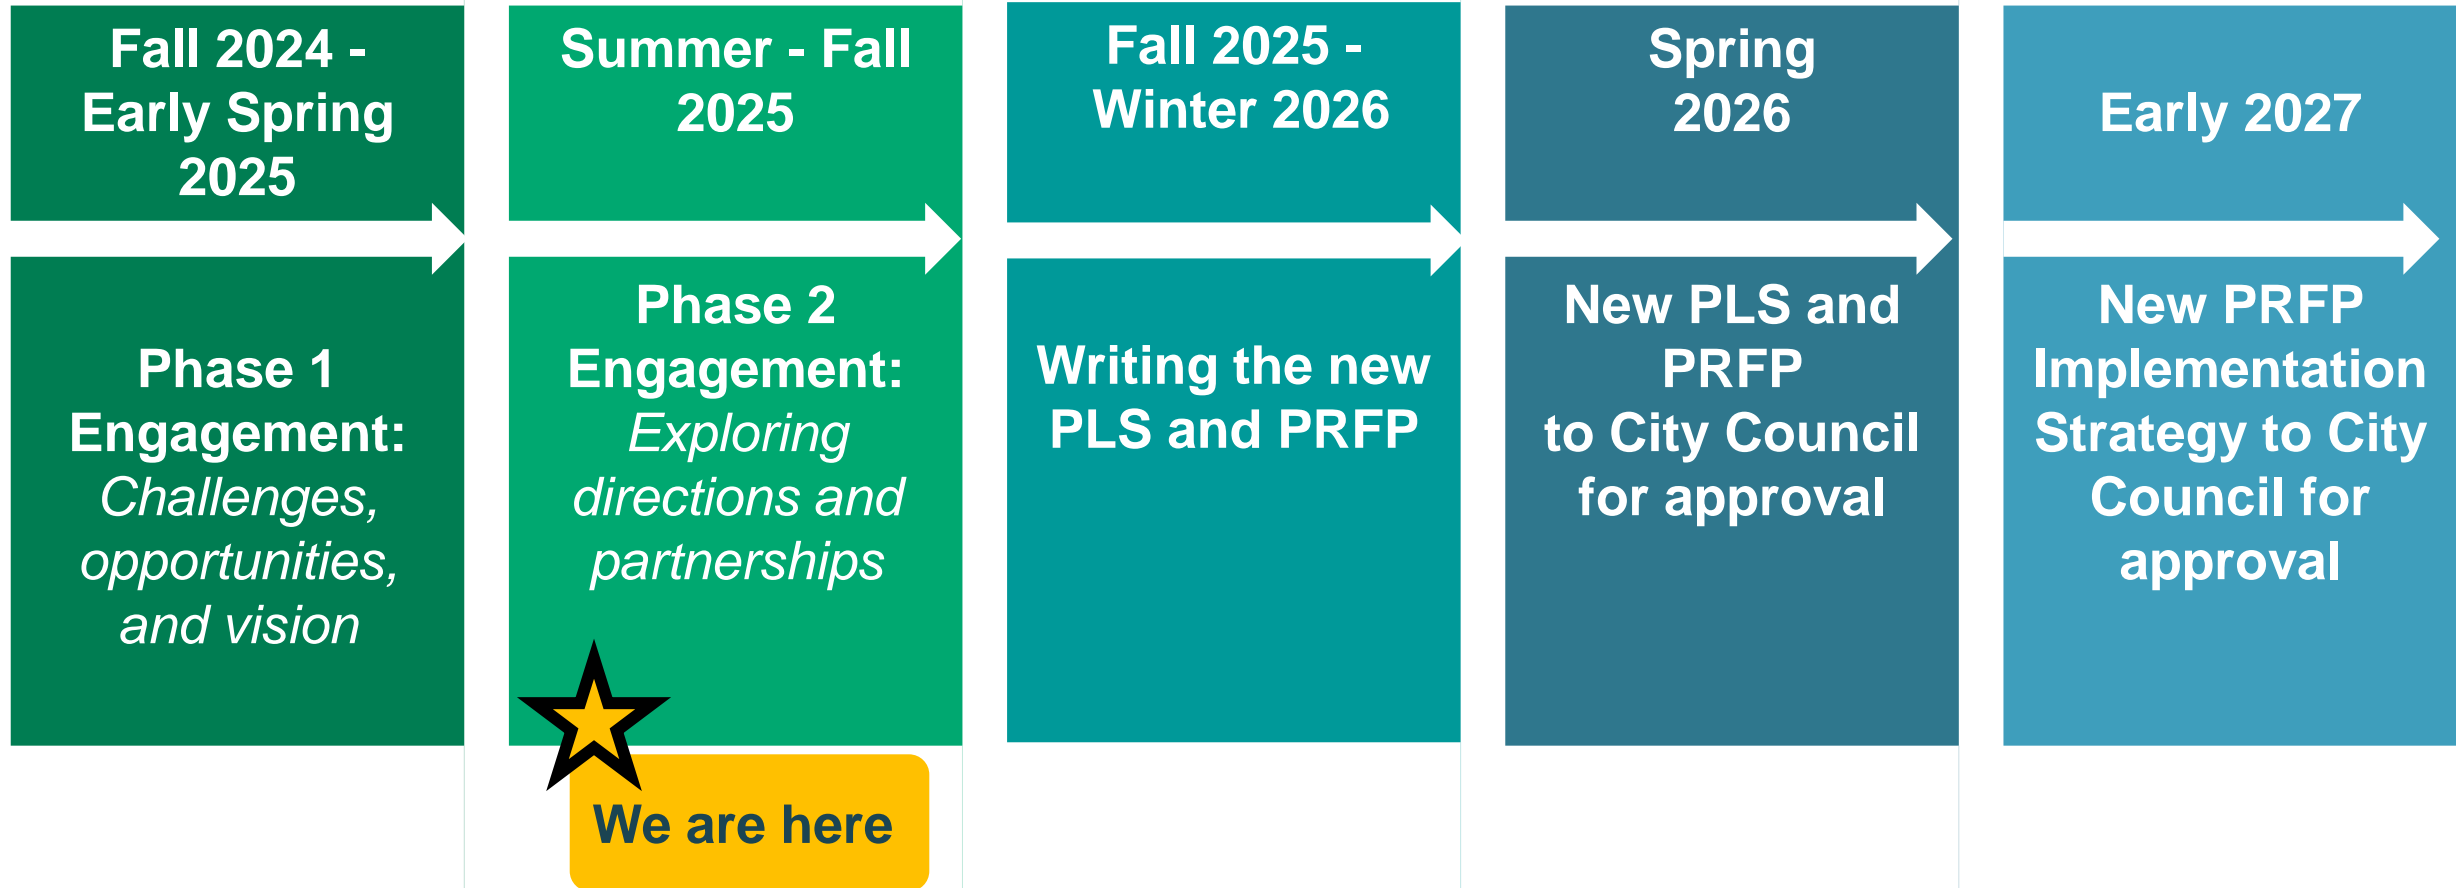 Fall 2024 -
Early Spring
2025
Phase 1
Engagement:
Challenges,
opportunities,
and vision
Summer - Fall
2025
Phase 2
Engagement:
Exploring
directions and
partnerships
We are here
Fall 2025 -
Winter 2026
Writing the new
PLS and PRFP
Spring
2026
New PLS and
PRFP
to City Council
for approval
Early 2027
New PRFP
Implementation
Strategy to City
Council for
approval